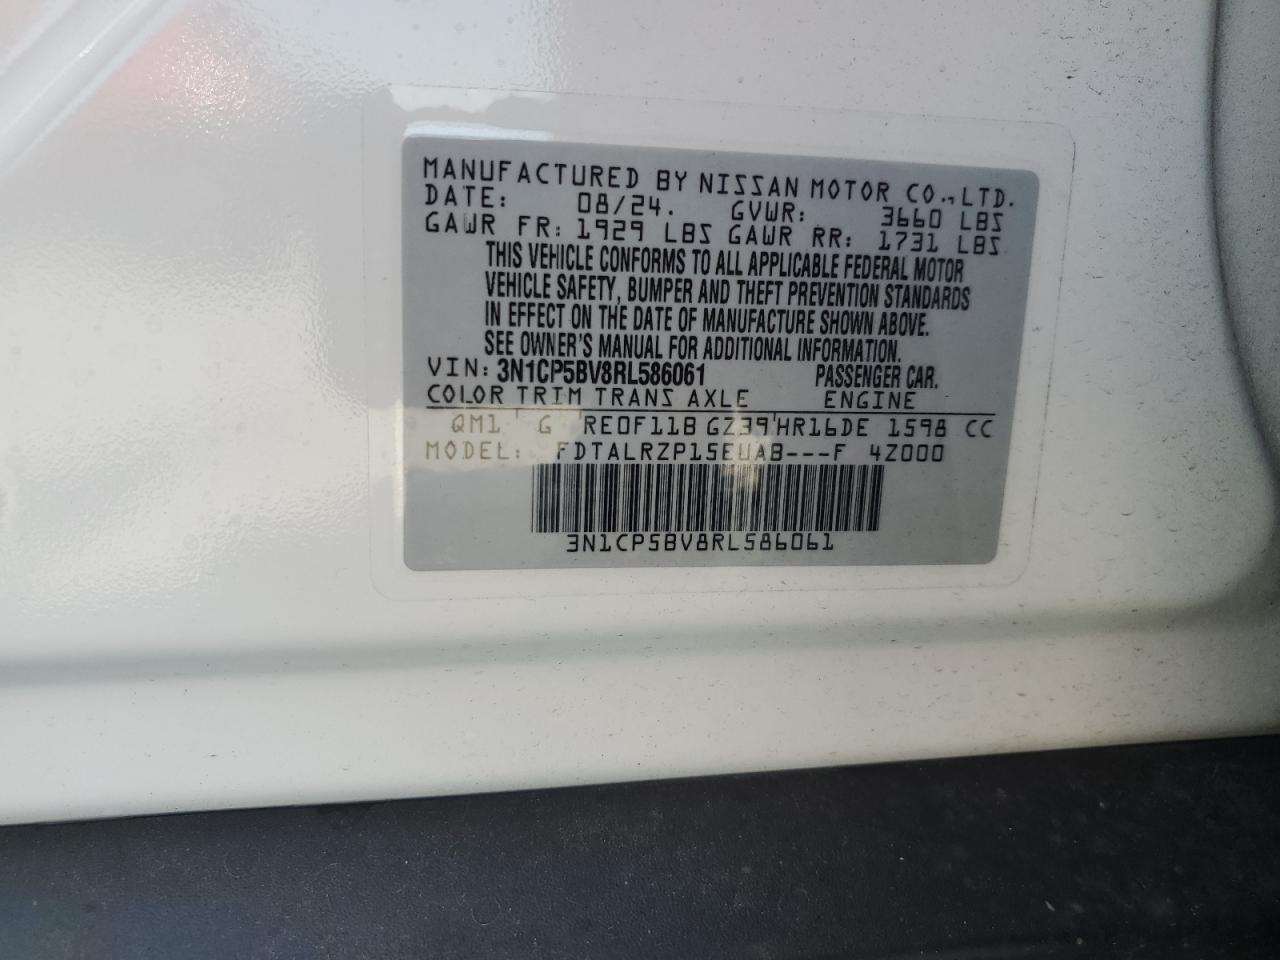 MANUFACTURED BY NISSAN MOTOR CO., LTD.
DATE: 08/24. GVWR: 3660 LBS
GAWR FR: 1929 LBS GAWR RR: 1731 LBS
THIS VEHICLE CONFORMS TO ALL APPLICABLE FEDERAL MOTOR
VEHICLE SAFETY, BUMPER AND THEFT PREVENTION STANDARDS
IN EFFECT ON THE DATE OF MANUFACTURE SHOWN ABOVE.
SEE OWNER'S MANUAL FOR ADDITIONAL INFORMATION.
VIN: 3N1CP5BV8RL586061 PASSENGER CAR.
COLOR TRIM TRANS AXLE ENGINE
QM1 G RE0F11B GZ39 HR16DE 1598 CC
MODEL: FDTALRZP15EUAB---F 4Z000
3N1CP5BV8RL586061